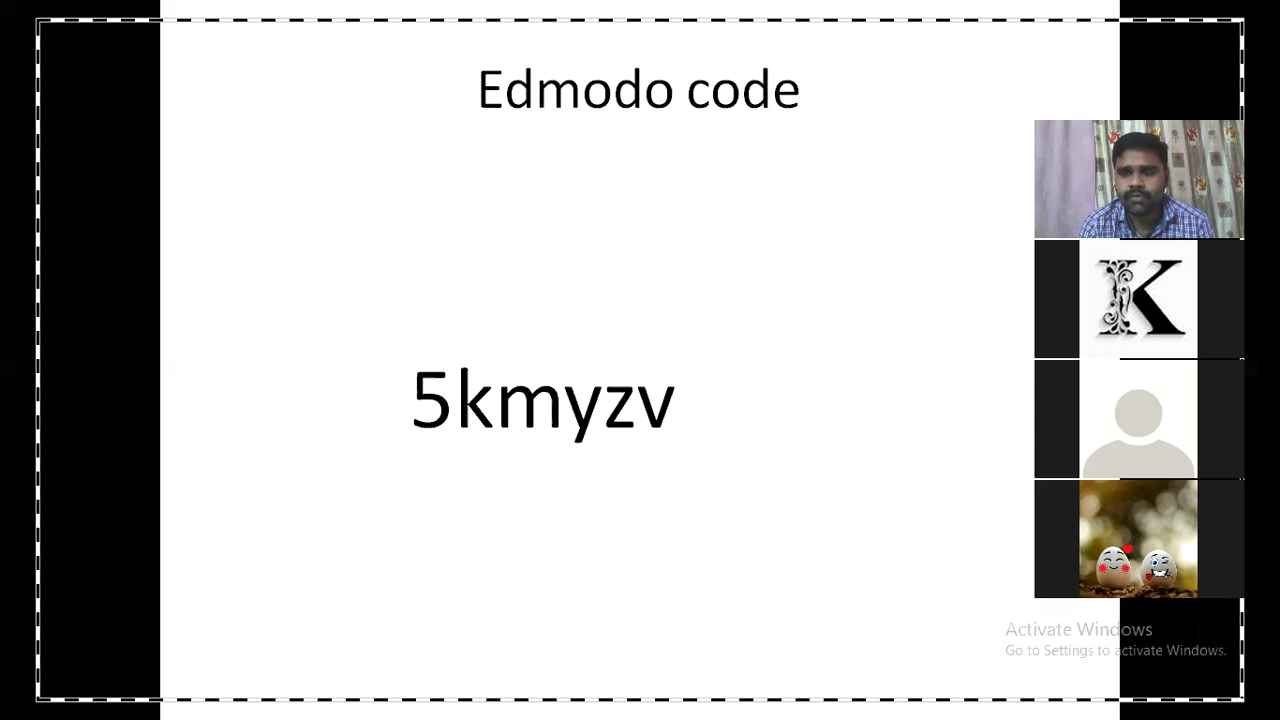 Edmodo code
5kmyzv
K
Activate Windows
Go to Settings to activate Windows.